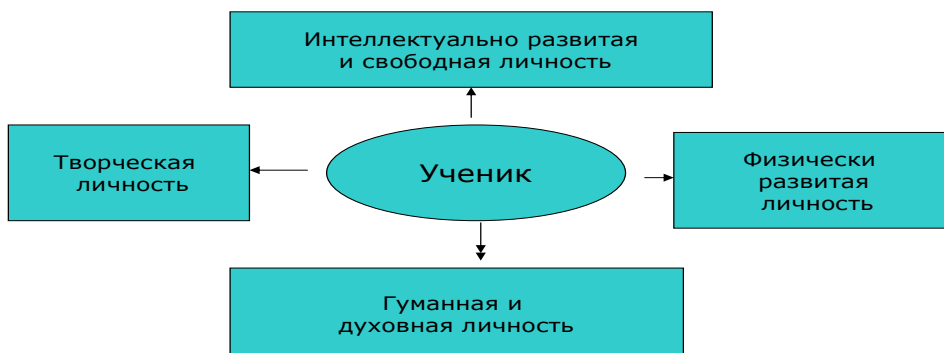 Интеллектуально развитая
и свободная личность
Творческая
личность
Ученик
Физически
развитая
личность
Гуманная и
духовная личность